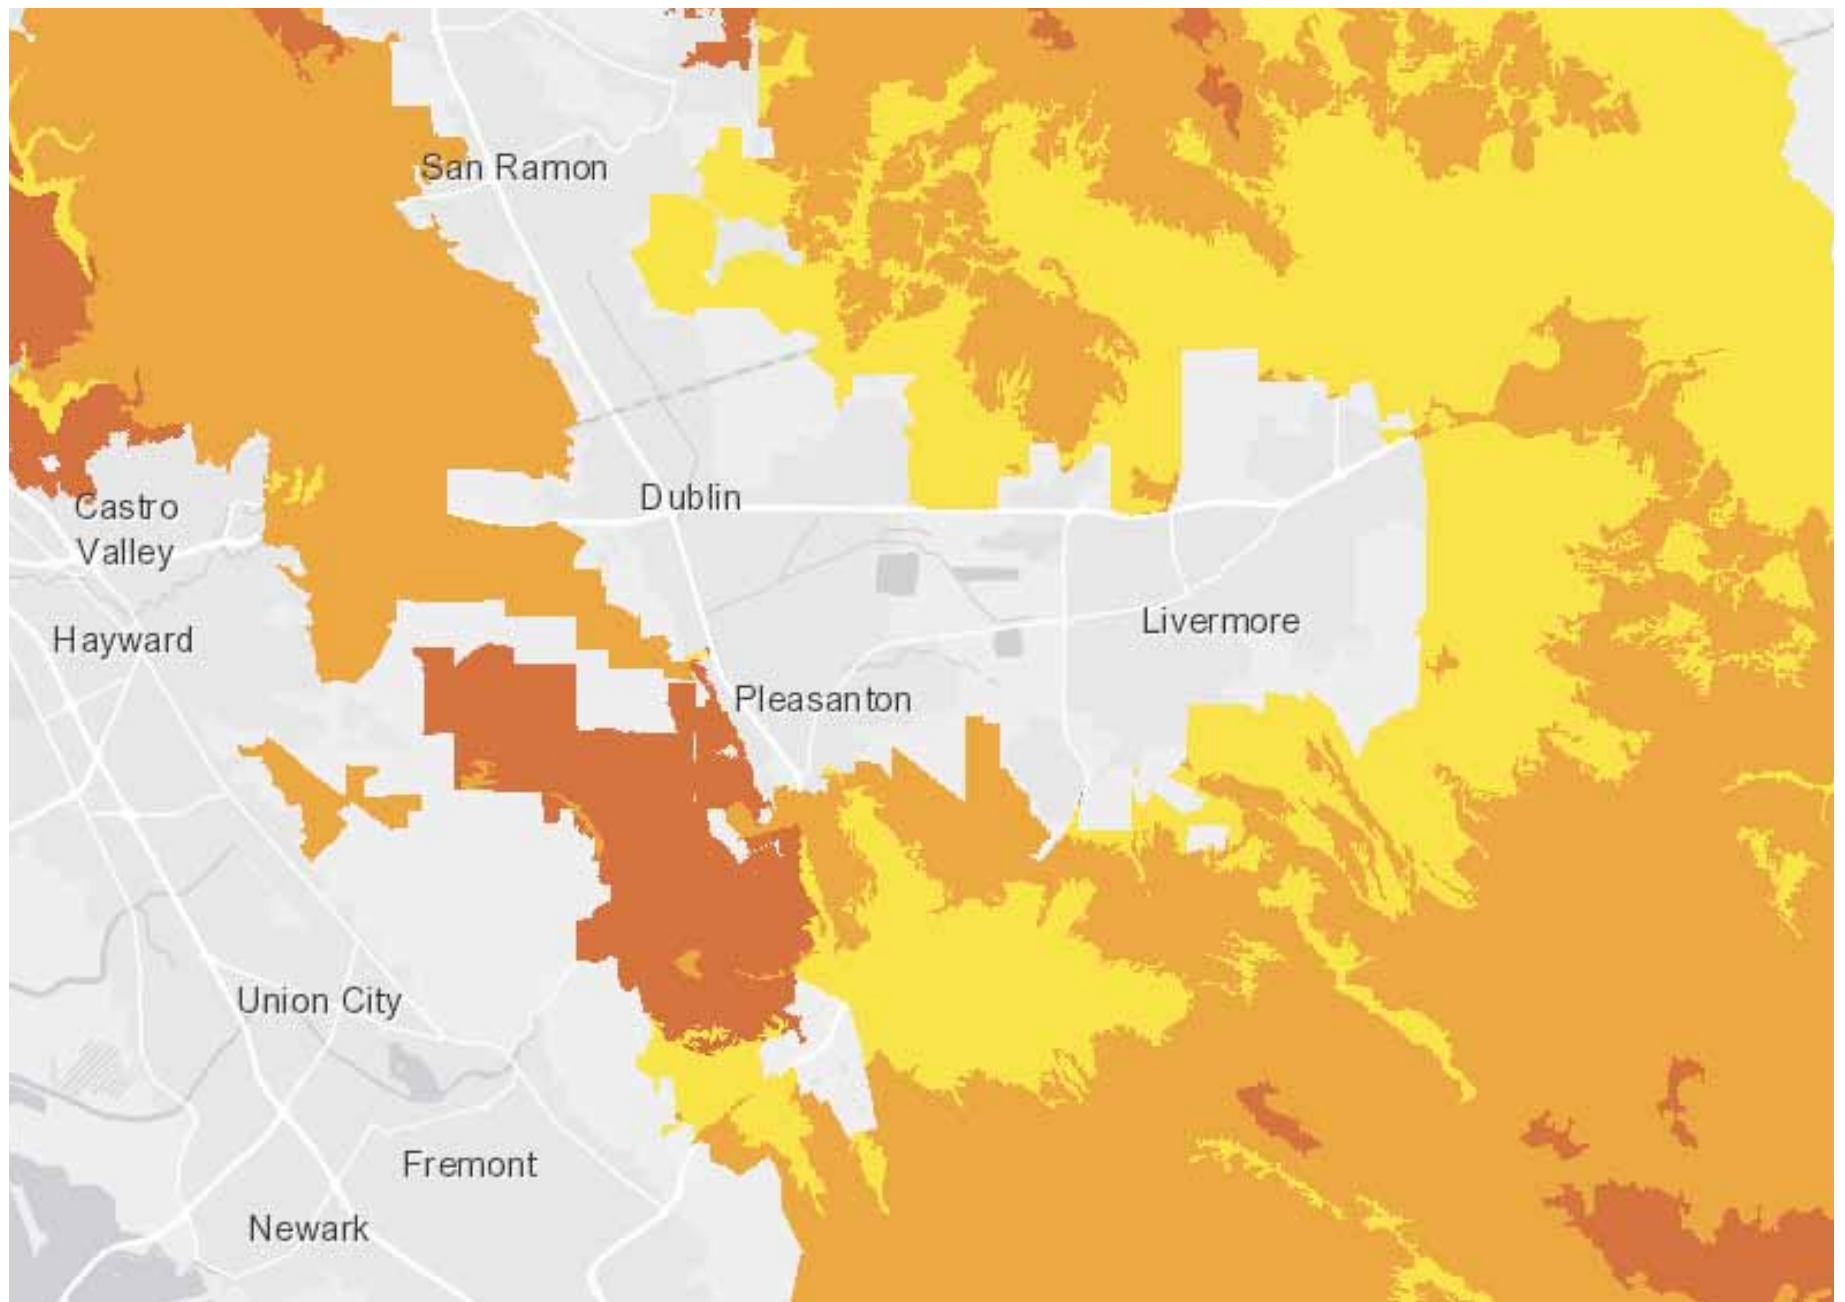 San Ramon
Dublin
Castro
Valley
Livermore
Hayward
Pleasanton
Union City
Fremont
Newark